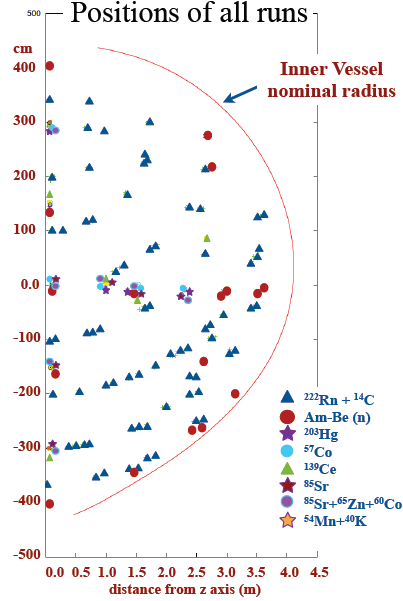 Positions of all runs
500
cm
400
Inner Vessel
nominal radius
300
200
100
0.0
-100
-200
-300
-400
-500
²²²Rn + ¹⁴C
Am-Be (n)
²⁰³Hg
⁵⁷Co
¹³⁹Ce
⁸⁵Sr
⁸⁵Sr+⁶⁵Zn+⁶⁰Co
⁵⁴Mn+⁴⁰K
0.0 0.5 1.0 1.5 2.0 2.5 3.0 3.5 4.0 4.5
distance from z axis (m)